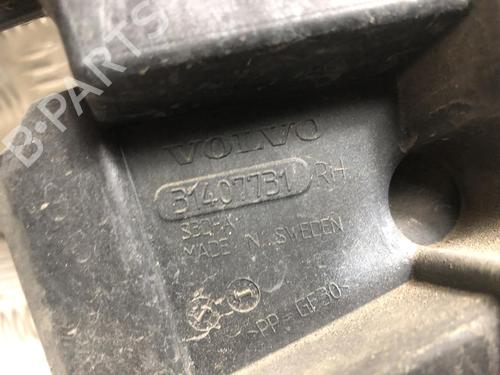 B-PARTS
VOLVO
31407731 RH
MADE IN SWEDEN
>PP GF30<